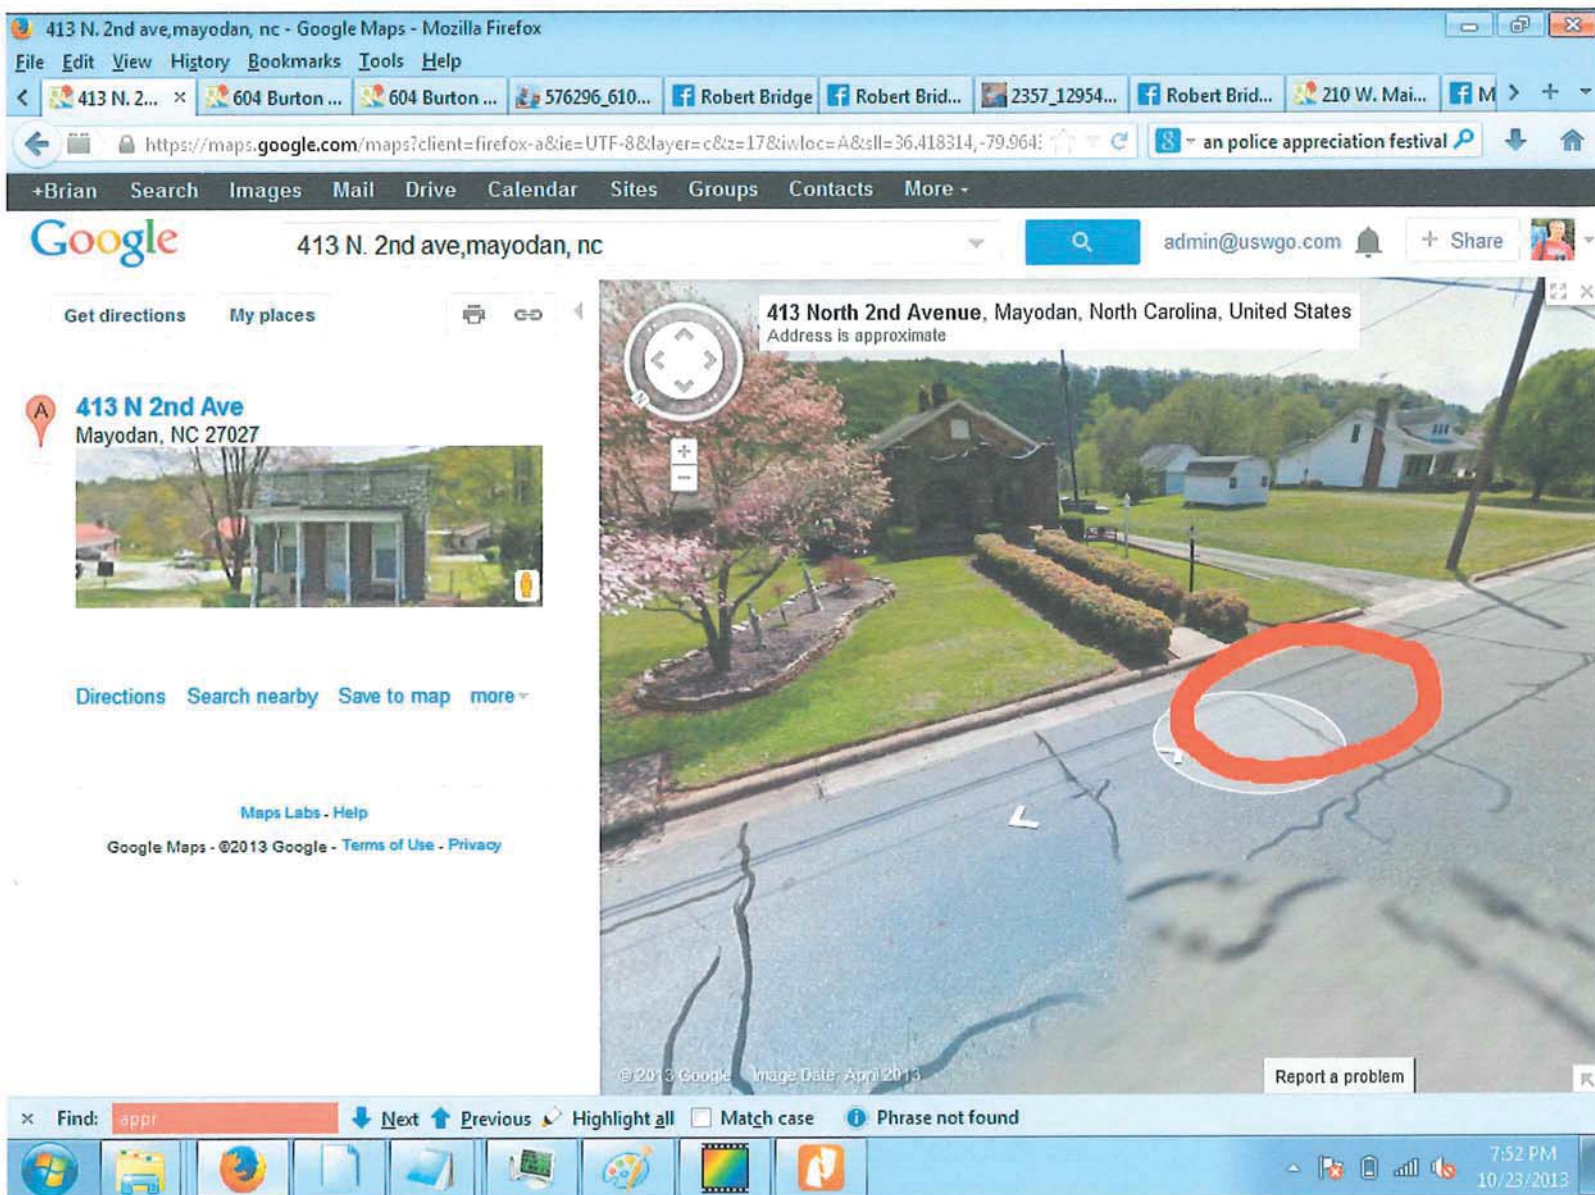 413 N. 2nd ave,mayodan, nc - Google Maps - Mozilla Firefox
File Edit View History Bookmarks Tools Help
413 N. 2... × 604 Burton ... 604 Burton ... 576296_610... Robert Bridge Robert Brid... 2357_12954... Robert Brid... 210 W. Mai... M
https://maps.google.com/maps?client=firefox-a&ie=UTF-8&layer=c&z=17&iwloc=A&sll=36.418314,-79.964 an police appreciation festival
+Brian Search Images Mail Drive Calendar Sites Groups Contacts More
Google 413 N. 2nd ave,mayodan, nc admin@uswgo.com + Share
Get directions My places
413 North 2nd Avenue, Mayodan, North Carolina, United States
Address is approximate
N
A 413 N 2nd Ave
Mayodan, NC 27027
Directions Search nearby Save to map more
Maps Labs - Help
Google Maps - ©2013 Google - Terms of Use - Privacy
© 2013 Google Image Date: April 2013
Report a problem
× Find: appr Next Previous Highlight all Match case Phrase not found
7:52 PM
10/23/2013